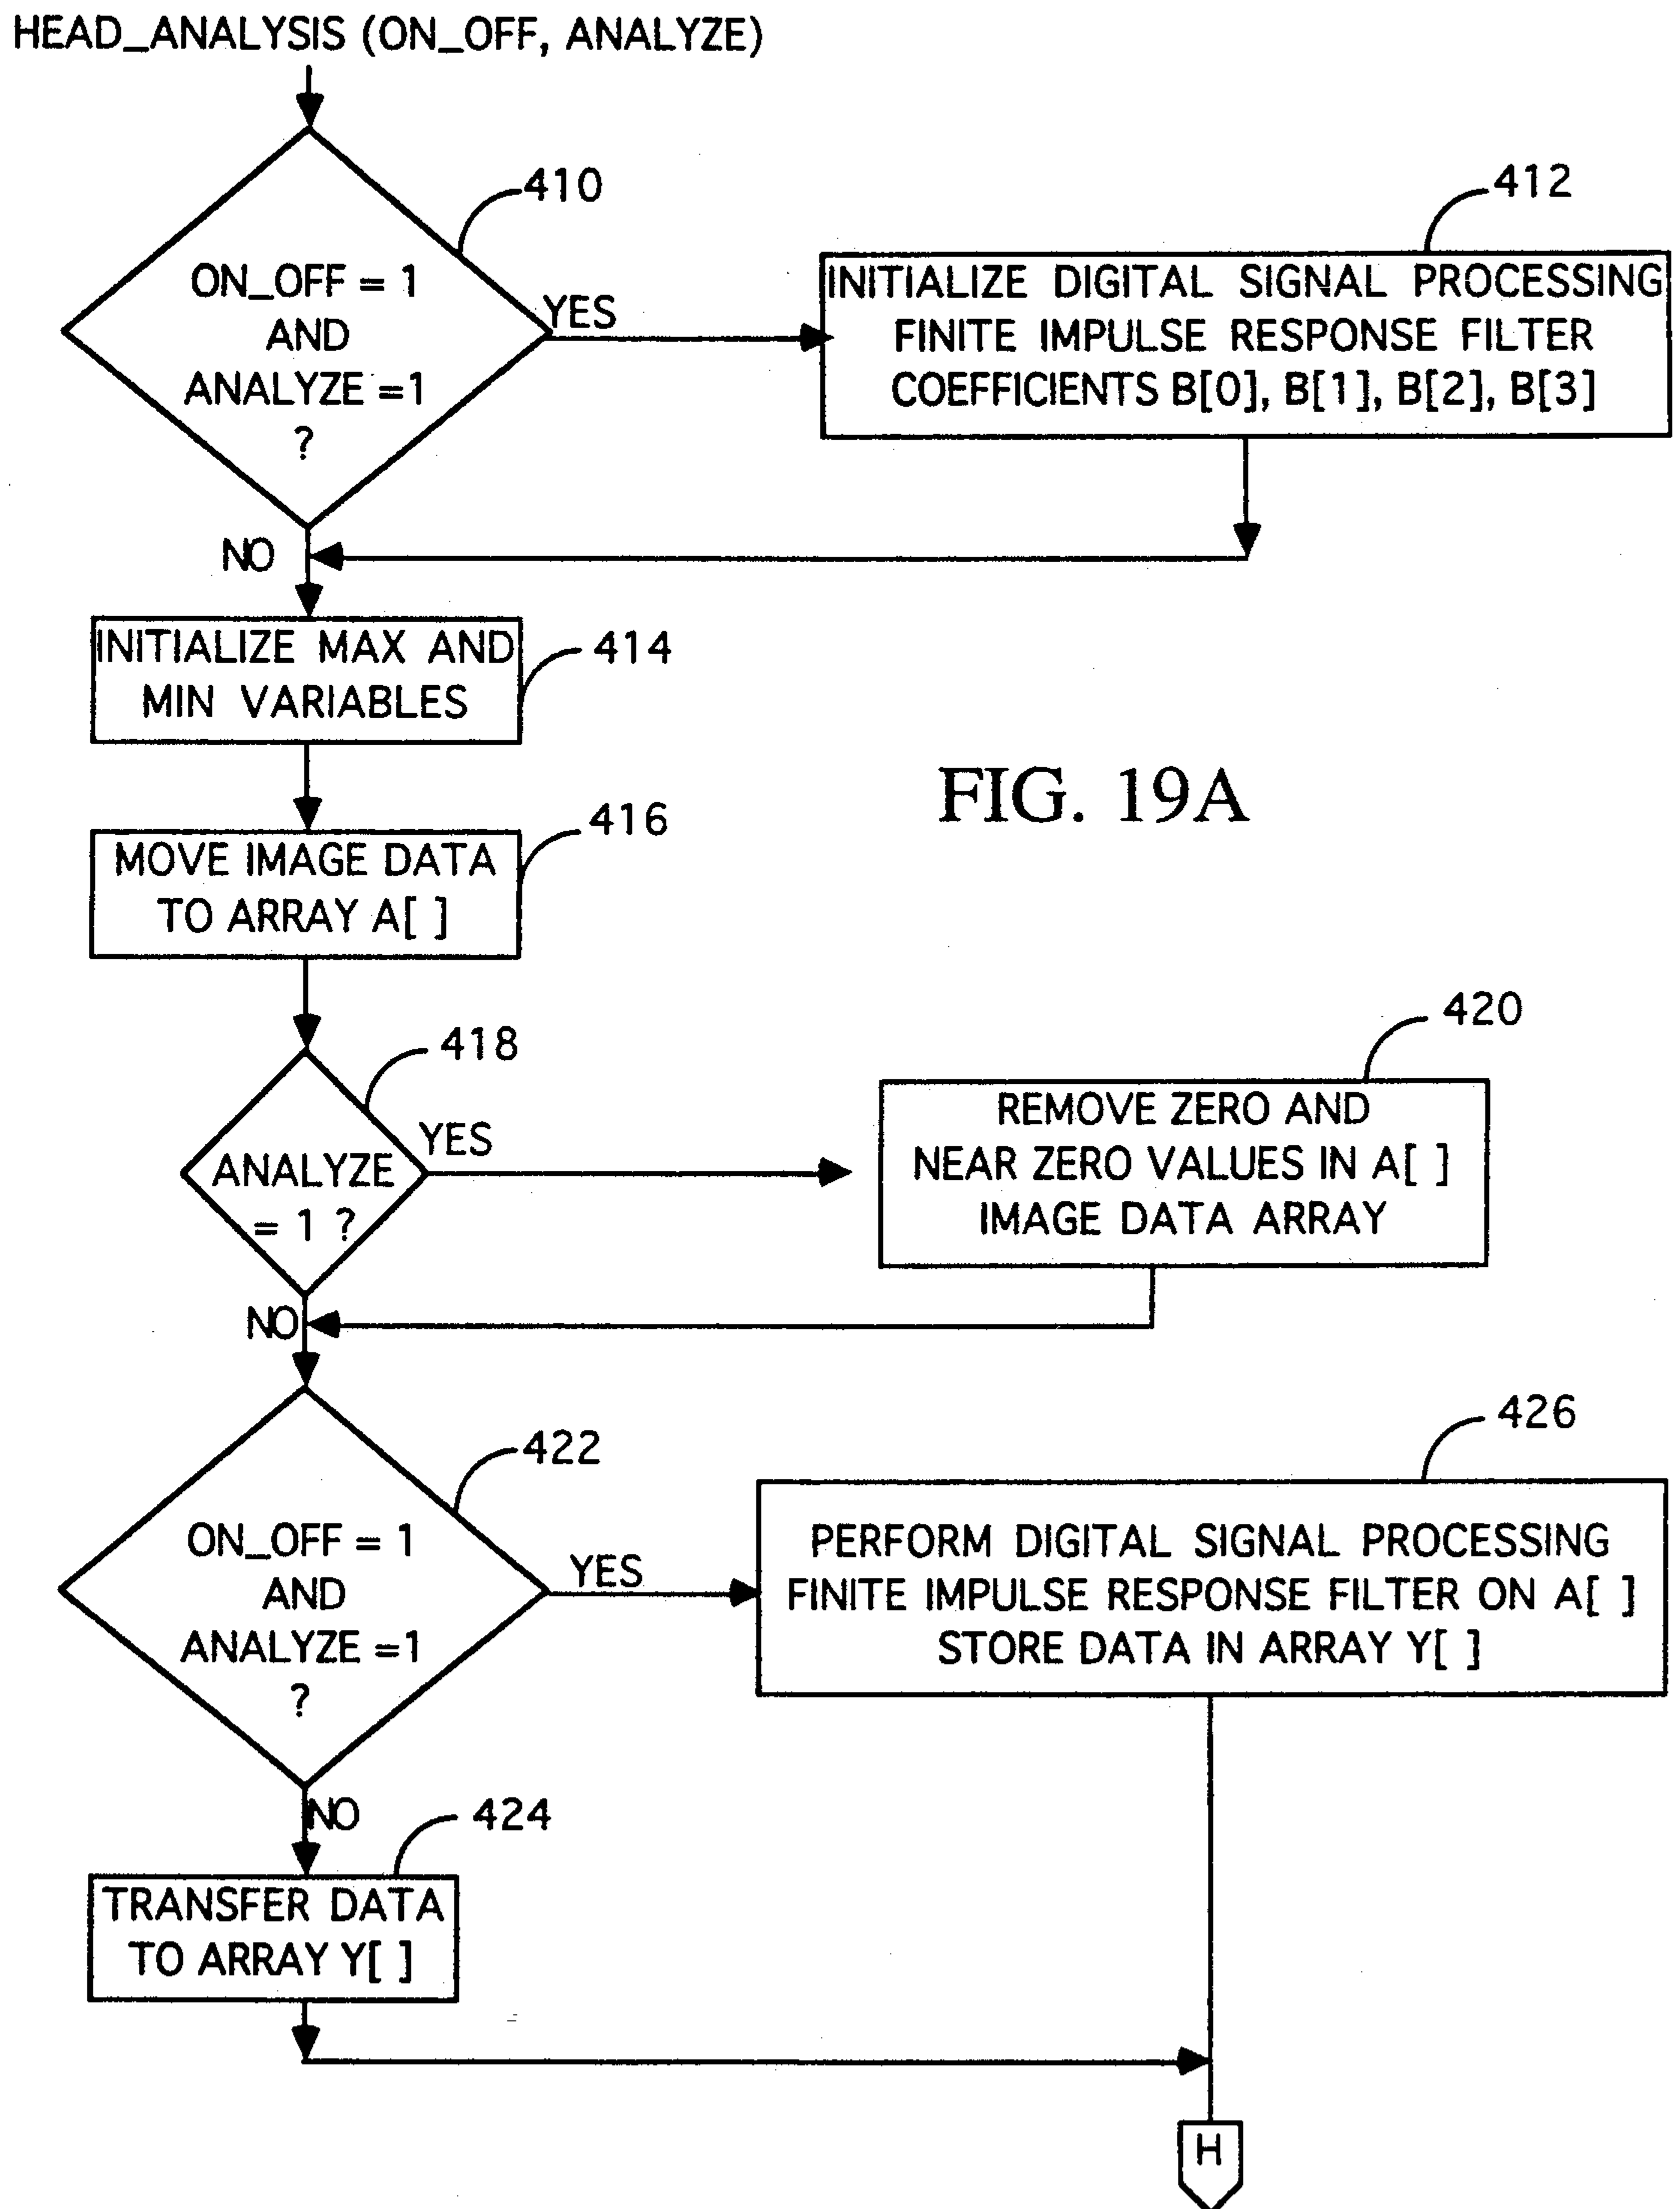 HEAD_ANALYSIS (ON_OFF, ANALYZE)
410
ON_OFF = 1
AND
ANALYZE =1
?
YES
412
INITIALIZE DIGITAL SIGNAL PROCESSING
FINITE IMPULSE RESPONSE FILTER
COEFFICIENTS B[0], B[1], B[2], B[3]
NO
INITIALIZE MAX AND
MIN VARIABLES
414
FIG. 19A
MOVE IMAGE DATA
TO ARRAY A[ ]
416
418
ANALYZE
= 1 ?
YES
420
REMOVE ZERO AND
NEAR ZERO VALUES IN A[ ]
IMAGE DATA ARRAY
NO
422
ON_OFF = 1
AND
ANALYZE =1
?
YES
426
PERFORM DIGITAL SIGNAL PROCESSING
FINITE IMPULSE RESPONSE FILTER ON A[ ]
STORE DATA IN ARRAY Y[ ]
NO
424
TRANSFER DATA
TO ARRAY Y[ ]
H